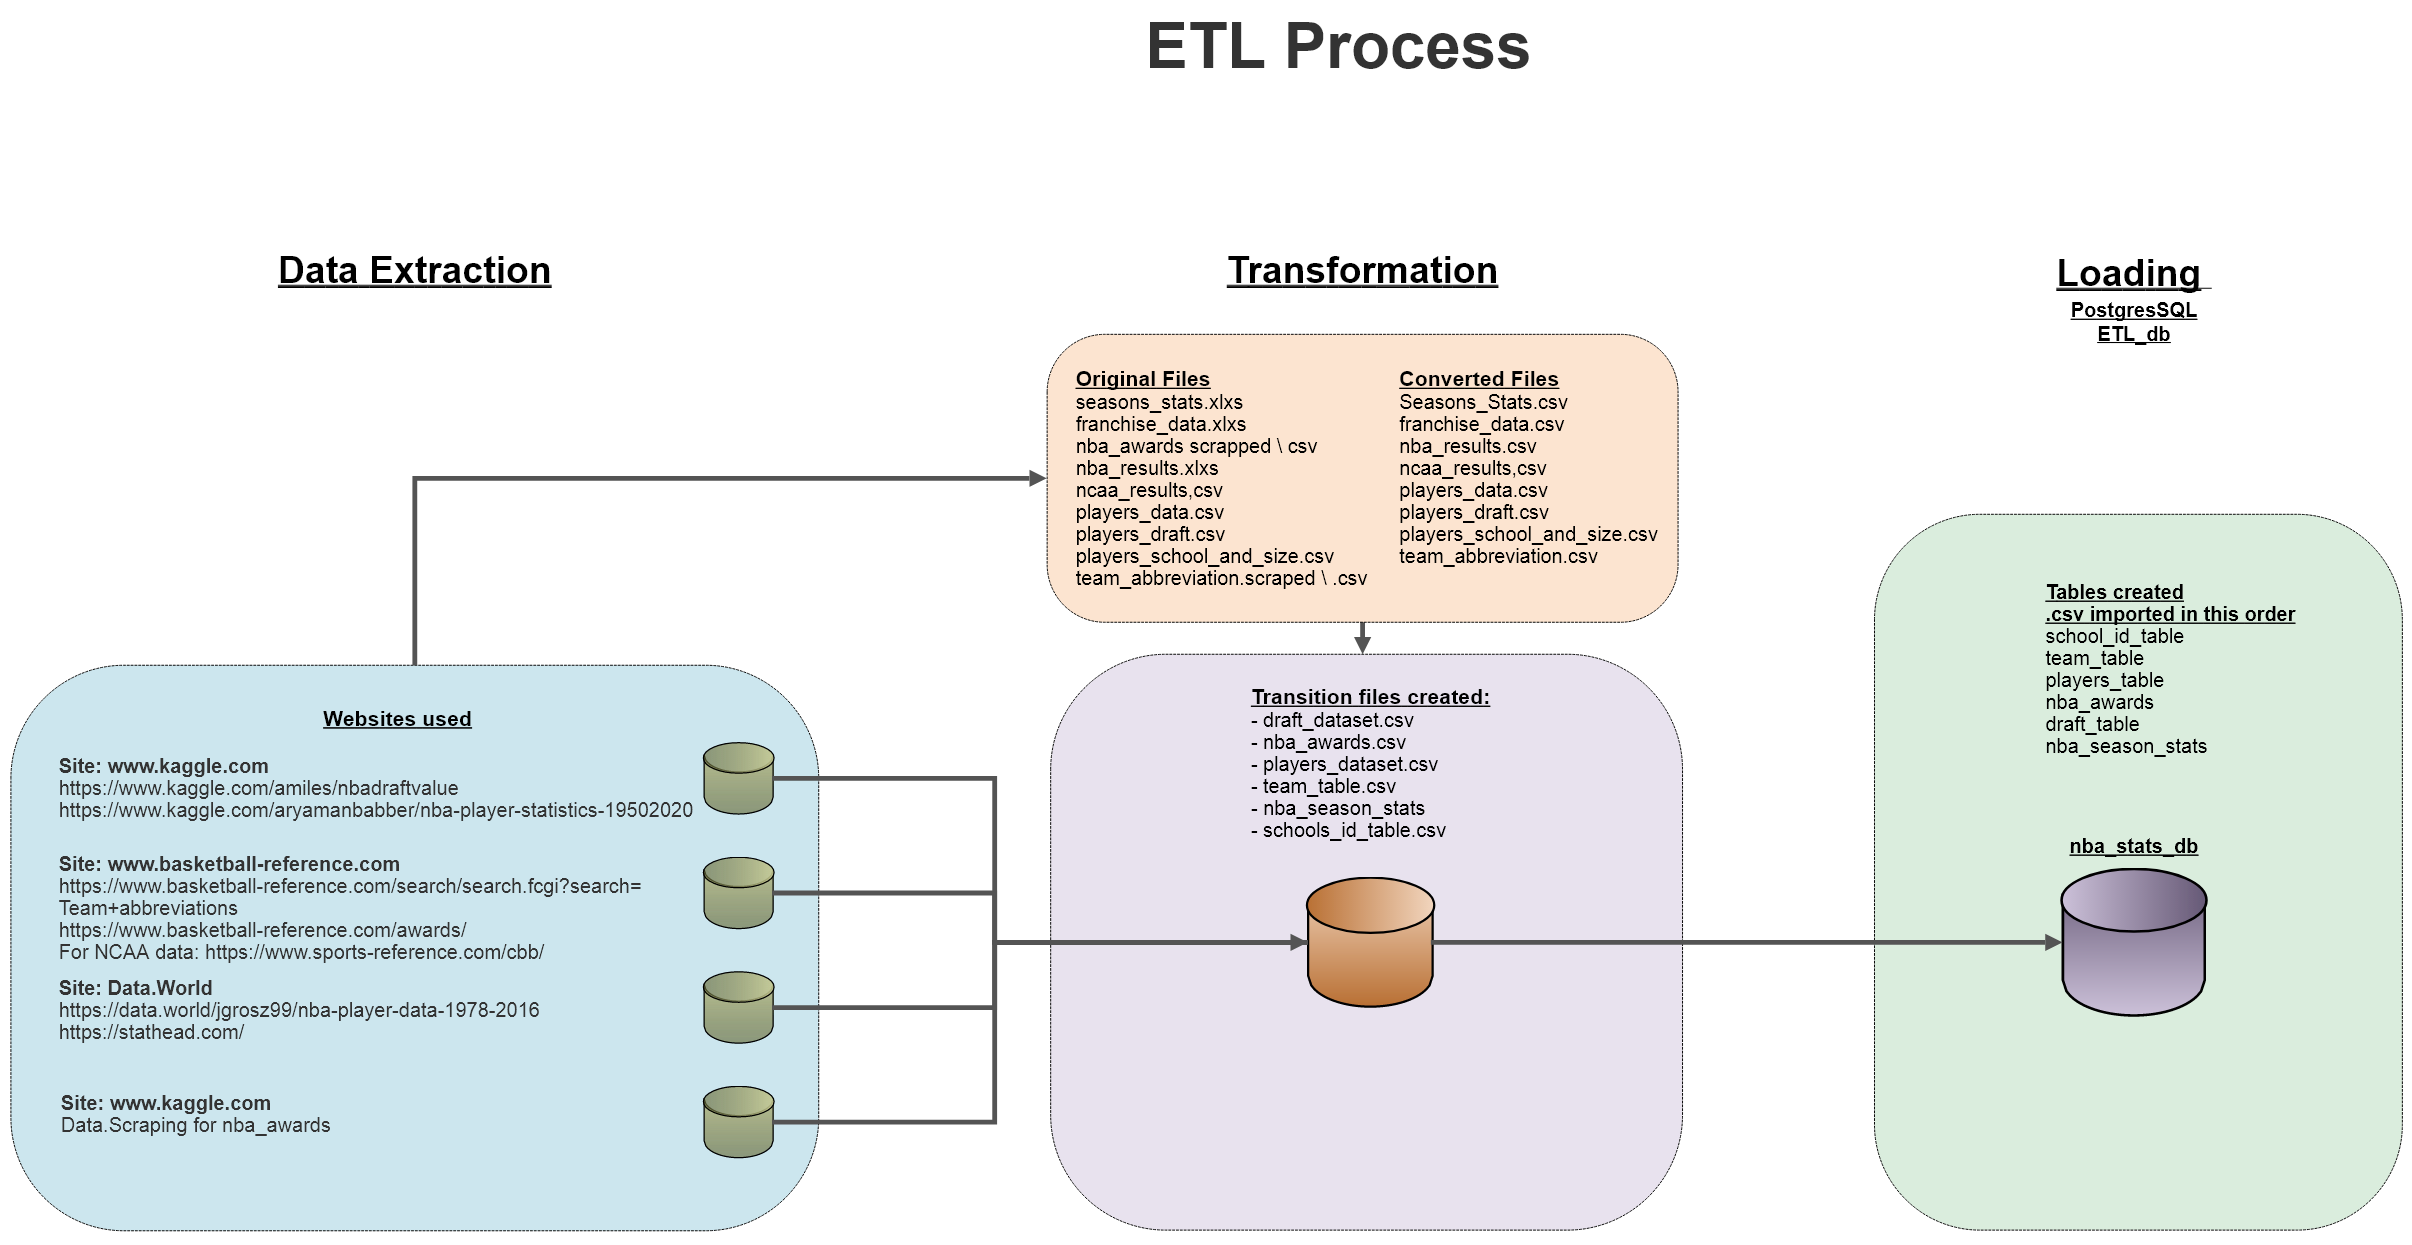 ETL Process
Data Extraction
Websites used
Site: www.kaggle.com
https://www.kaggle.com/amiles/nbadraftvalue
https://www.kaggle.com/aryamanbabber/nba-player-statistics-19502020
Site: www.basketball-reference.com
https://www.basketball-reference.com/search/search.fcgi?search=
Team+abbreviations
https://www.basketball-reference.com/awards/
For NCAA data: https://www.sports-reference.com/cbb/
Site: Data.World
https://data.world/jgrosz99/nba-player-data-1978-2016
https://stathead.com/
Site: www.kaggle.com
Data.Scraping for nba_awards
Transformation
Original Files
seasons_stats.xlxs
franchise_data.xlxs
nba_awards scrapped \ csv
nba_results.xlxs
ncaa_results,csv
players_data.csv
players_draft.csv
players_school_and_size.csv
team_abbreviation.scraped \ .csv
Converted Files
Seasons_Stats.csv
franchise_data.csv
nba_results.csv
ncaa_results,csv
players_data.csv
players_draft.csv
players_school_and_size.csv
team_abbreviation.csv
Transition files created:
- draft_dataset.csv
- nba_awards.csv
- players_dataset.csv
- team_table.csv
- nba_season_stats
- schools_id_table.csv
Loading
PostgresSQL
ETL_db
Tables created
.csv imported in this order
school_id_table
team_table
players_table
nba_awards
draft_table
nba_season_stats
nba_stats_db